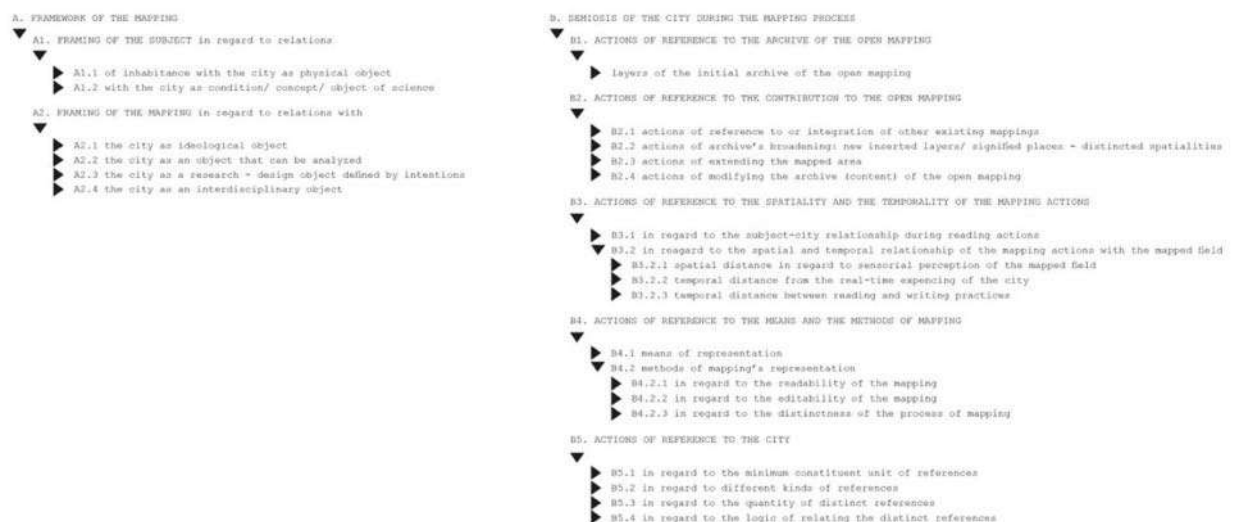 A. FRAMEWORK OF THE MAPPING
A1. FRAMING OF THE SUBJECT in regard to relations
A1.1 of inhabitance with the city as physical object
A1.2 with the city as condition/ concept/ object of science
A2. FRAMING OF THE MAPPING in regard to relations with
A2.1 the city as ideological object
A2.2 the city as an object that can be analyzed
A2.3 the city as a research - design object defined by intentions
A2.4 the city as an interdisciplinary object
B. SEMIOSIS OF THE CITY DURING THE MAPPING PROCESS
B1. ACTIONS OF REFERENCE TO THE ARCHIVE OF THE OPEN MAPPING
layers of the initial archive of the open mapping
B2. ACTIONS OF REFERENCE TO THE CONTRIBUTION TO THE OPEN MAPPING
B2.1 actions of reference to or integration of other existing mappings
B2.2 actions of archive's broadening: new inserted layers/ signified places - distincted spatialities
B2.3 actions of extending the mapped area
B2.4 actions of modifying the archive (content) of the open mapping
B3. ACTIONS OF REFERENCE TO THE SPATIALITY AND THE TEMPORALITY OF THE MAPPING ACTIONS
B3.1 in regard to the subject-city relationship during reading actions
B3.2 in reagard to the spatial and temporal relationship of the mapping actions with the mapped field
B3.2.1 spatial distance in regard to sensorial perception of the mapped field
B3.2.2 temporal distance from the real-time expencing of the city
B3.2.3 temporal distance between reading and writing practices
B4. ACTIONS OF REFERENCE TO THE MEANS AND THE METHODS OF MAPPING
B4.1 means of representation
B4.2 methods of mapping's representation
B4.2.1 in regard to the readability of the mapping
B4.2.2 in regard to the editability of the mapping
B4.2.3 in regard to the distinctness of the process of mapping
B5. ACTIONS OF REFERENCE TO THE CITY
B5.1 in regard to the minimum constituent unit of references
B5.2 in regard to different kinds of references
B5.3 in regard to the quantity of distinct references
B5.4 in regard to the logic of relating the distinct references